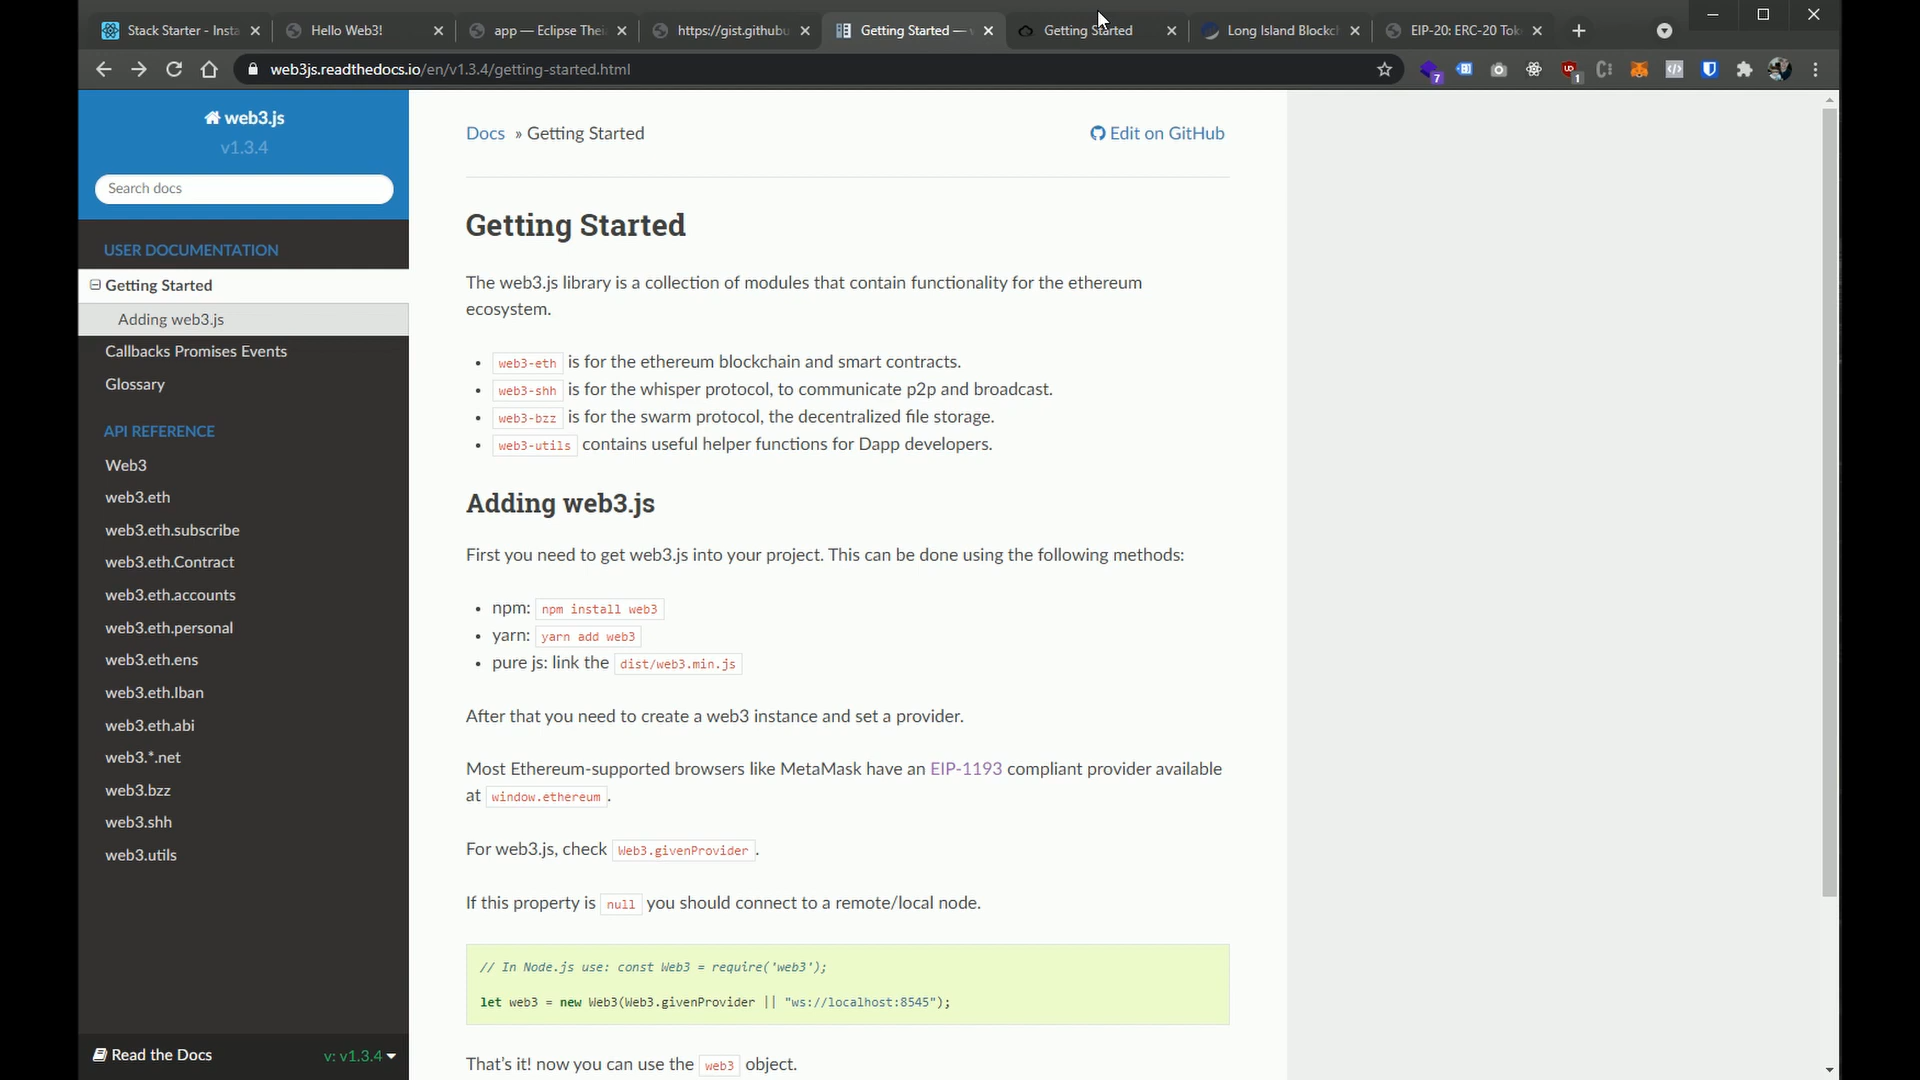 Stack Starter - Insta
Hello Web3!
app — Eclipse Thei
https://gist.githubu
Getting Started —
Getting Started
Long Island Blockch
EIP-20: ERC-20 Tok
web3js.readthedocs.io/en/v1.3.4/getting-started.html
7
1
web3.js
v1.3.4
Search docs
USER DOCUMENTATION
Getting Started
Adding web3.js
Callbacks Promises Events
Glossary
API REFERENCE
Web3
web3.eth
web3.eth.subscribe
web3.eth.Contract
web3.eth.accounts
web3.eth.personal
web3.eth.ens
web3.eth.Iban
web3.eth.abi
web3.*.net
web3.bzz
web3.shh
web3.utils
Read the Docs
v: v1.3.4
Docs » Getting Started
Edit on GitHub
Getting Started
The web3.js library is a collection of modules that contain functionality for the ethereum
ecosystem.
• web3-eth is for the ethereum blockchain and smart contracts.
• web3-shh is for the whisper protocol, to communicate p2p and broadcast.
• web3-bzz is for the swarm protocol, the decentralized file storage.
• web3-utils contains useful helper functions for Dapp developers.
Adding web3.js
First you need to get web3.js into your project. This can be done using the following methods:
• npm: npm install web3
• yarn: yarn add web3
• pure js: link the dist/web3.min.js
After that you need to create a web3 instance and set a provider.
Most Ethereum-supported browsers like MetaMask have an EIP-1193 compliant provider available
at window.ethereum.
For web3.js, check Web3.givenProvider.
If this property is null you should connect to a remote/local node.
// In Node.js use: const Web3 = require('web3');
let web3 = new Web3(Web3.givenProvider || "ws://localhost:8545");
That's it! now you can use the web3 object.